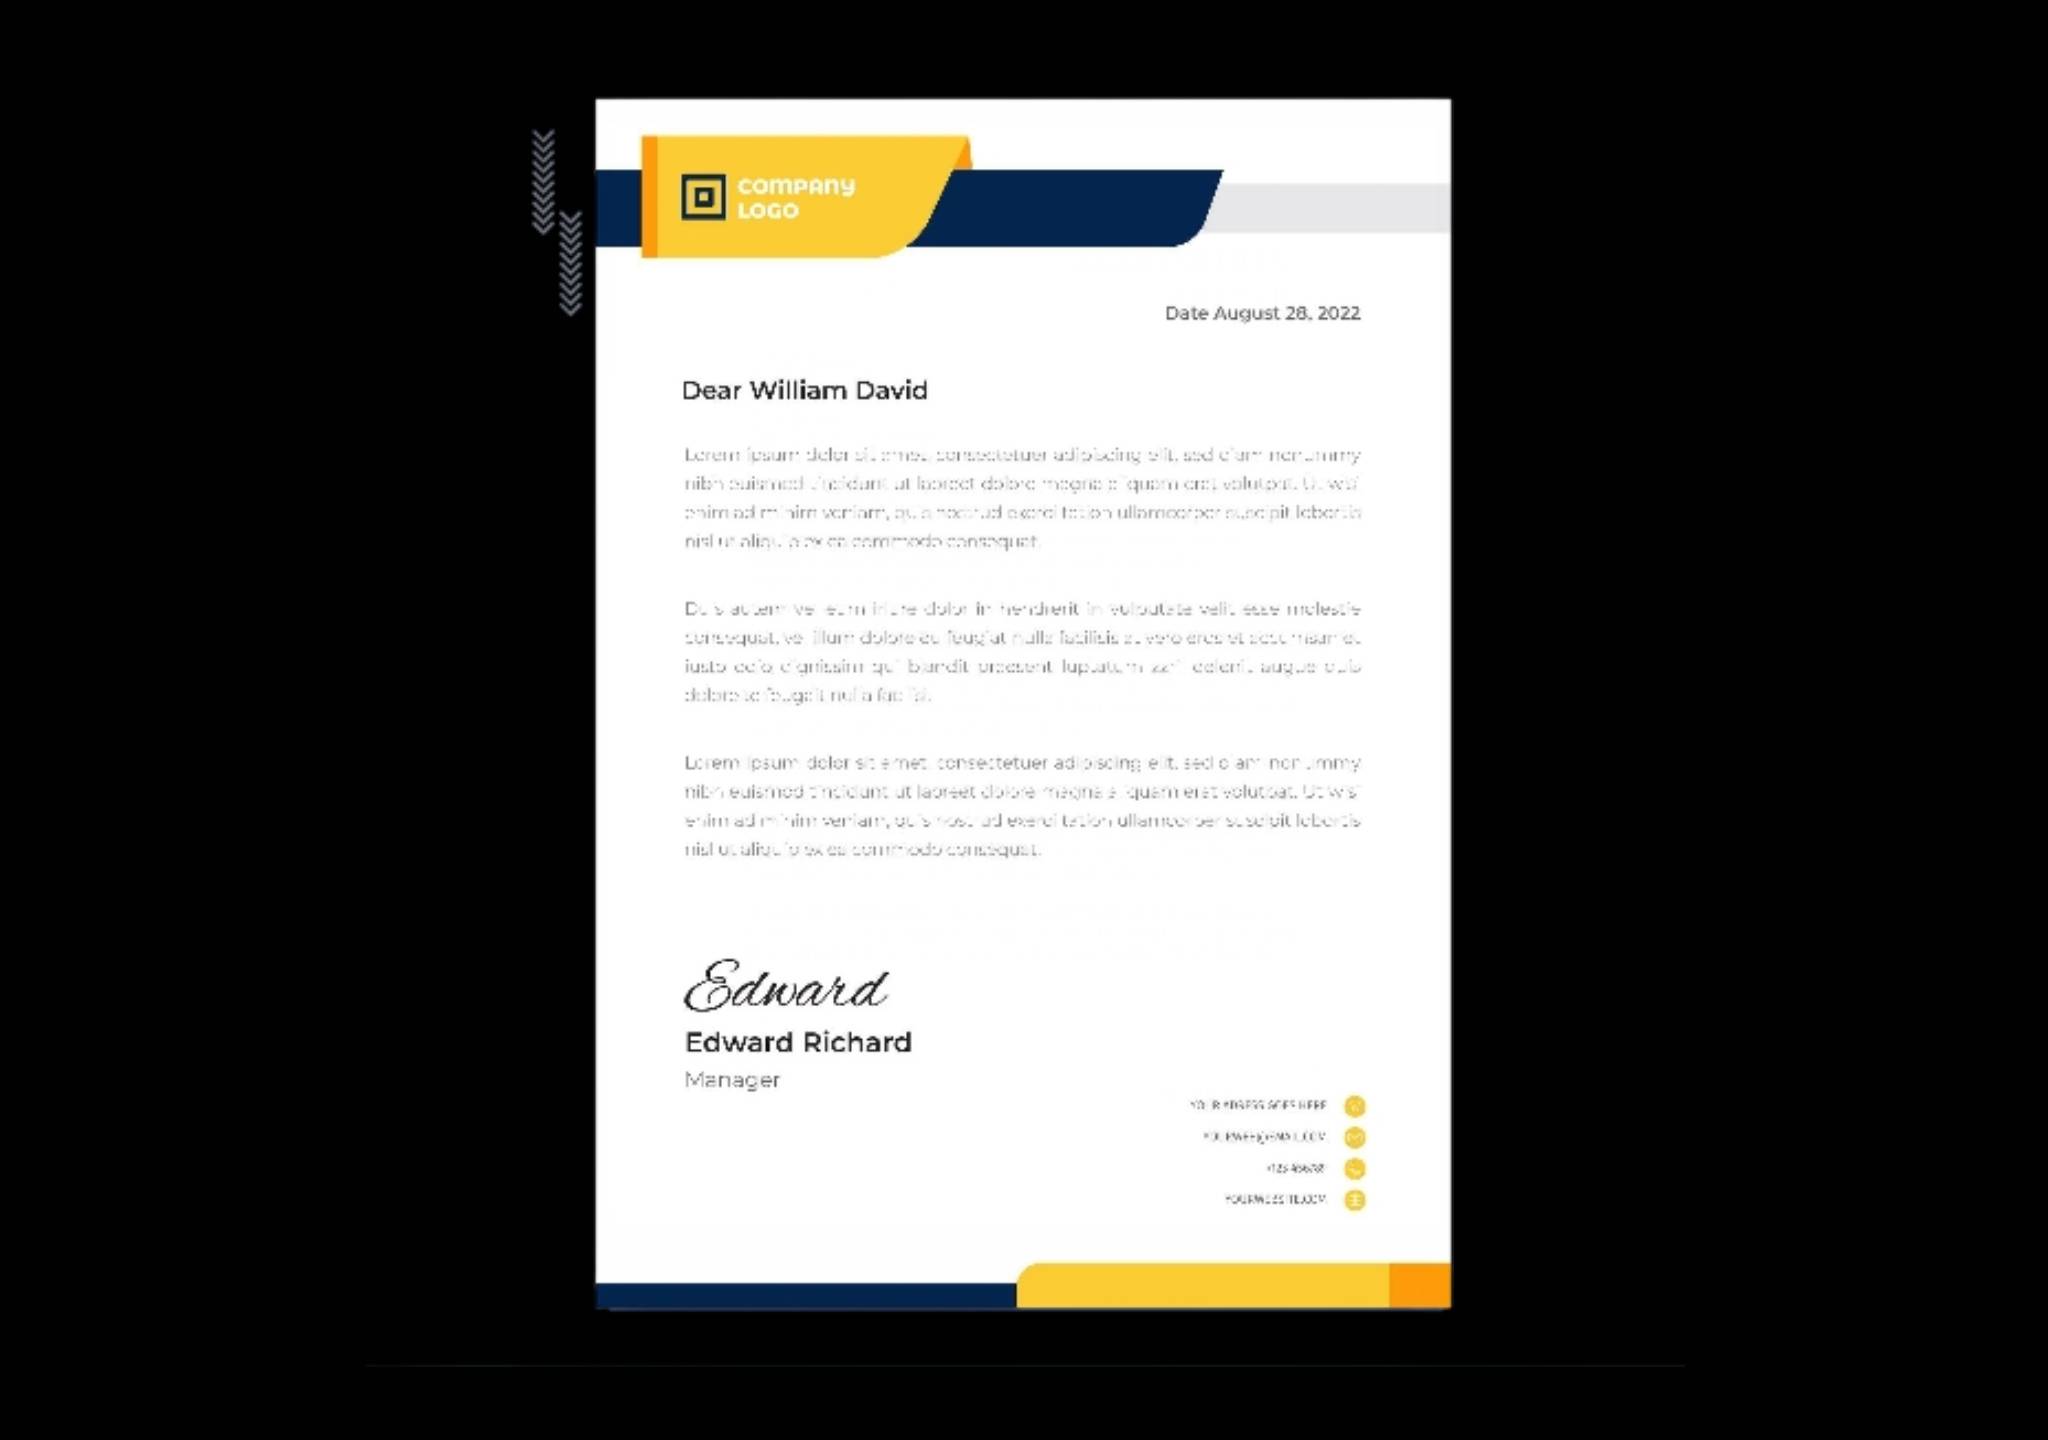 COMPANY
LOGO
Date August 28, 2022
Dear William David
Lorem ipsum dolor sit amet, consectetuer adipiscing elit, sed diam nonummy
nibh euismod tincidunt ut laoreet dolore magna aliquam erat volutpat. Ut wisi
enim ad minim veniam, quis nostrud exerci tation ullamcorper suscipit lobortis
nisl ut aliquip ex ea commodo consequat.
Duis autem vel eum iriure dolor in hendrerit in vulputate velit esse molestie
consequat, vel illum dolore eu feugiat nulla facilisis at vero eros et accumsan et
iusto odio dignissim qui blandit praesent luptatum zzril delenit augue duis
dolore te feugait nulla facilisi.
Lorem ipsum dolor sit amet, consectetuer adipiscing elit, sed diam nonummy
nibh euismod tincidunt ut laoreet dolore magna aliquam erat volutpat. Ut wisi
enim ad minim veniam, quis nostrud exerci tation ullamcorper suscipit lobortis
nisl ut aliquip ex ea commodo consequat.
Edward
Edward Richard
Manager
YOUR GOES HERE
YOURWEBSITE.COM